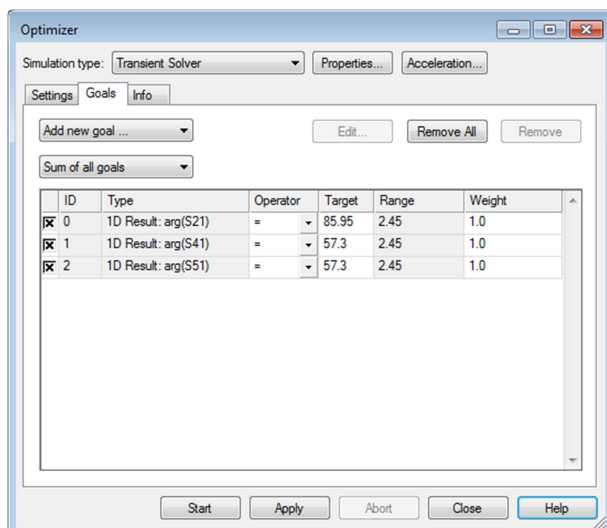 Optimizer
Simulation type: Transient Solver Properties... Acceleration...
Settings Goals Info
Add new goal ... Edit... Remove All Remove
Sum of all goals
ID Type Operator Target Range Weight
0 1D Result: arg(S21) = 85.95 2.45 1.0
1 1D Result: arg(S41) = 57.3 2.45 1.0
2 1D Result: arg(S51) = 57.3 2.45 1.0
Start Apply Abort Close Help